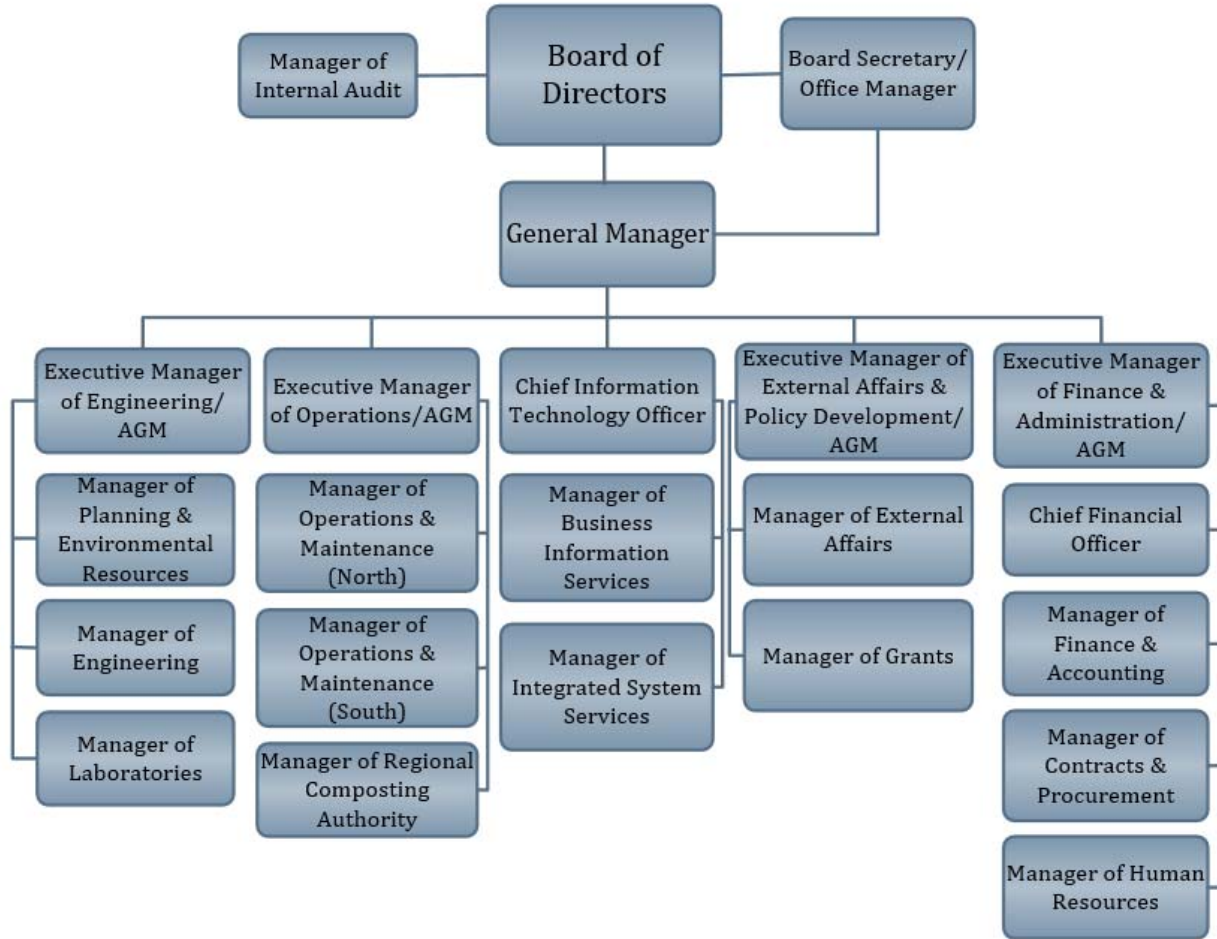 Manager of
Internal Audit
Board of
Directors
Board Secretary/
Office Manager
General Manager
Executive Manager
of Engineering/
AGM
Manager of
Planning &
Environmental
Resources
Manager of
Engineering
Manager of
Laboratories
Executive Manager
of Operations/AGM
Manager of
Operations &
Maintenance
(North)
Manager of
Operations &
Maintenance
(South)
Manager of Regional
Composting
Authority
Chief Information
Technology Officer
Manager of
Business
Information
Services
Manager of
Integrated System
Services
Executive Manager of
External Affairs &
Policy Development/
AGM
Manager of External
Affairs
Manager of Grants
Executive Manager
of Finance &
Administration/
AGM
Chief Financial
Officer
Manager of
Finance &
Accounting
Manager of
Contracts &
Procurement
Manager of Human
Resources